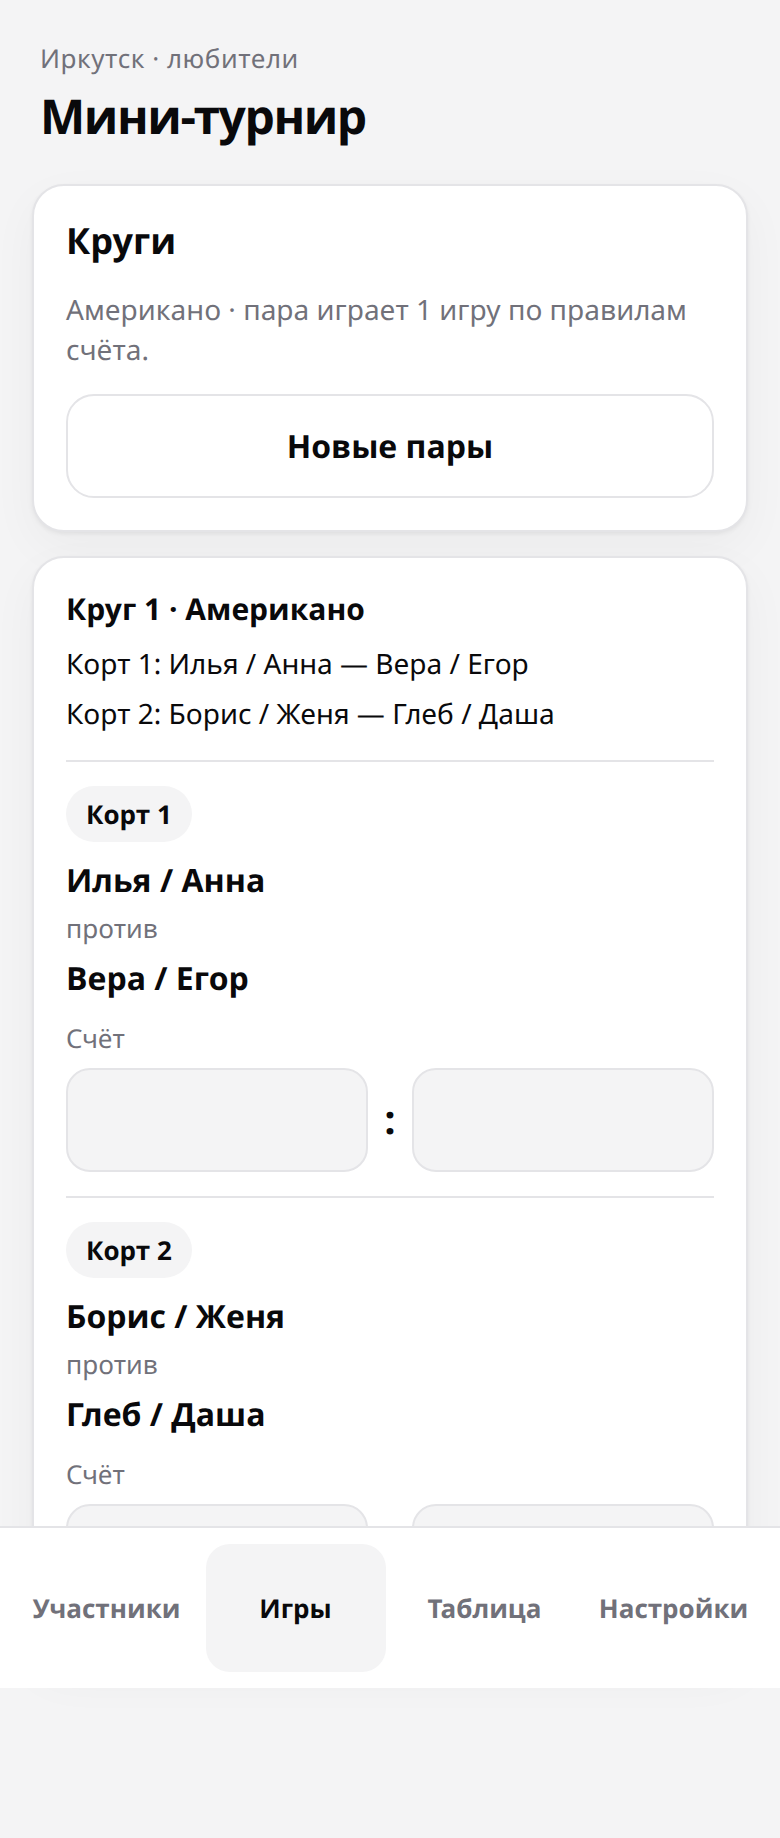 Иркутск · любители
Мини-турнир
Круги
Американо · пара играет 1 игру по правилам
счёта.
Новые пары
Круг 1 · Американо
Корт 1: Илья / Анна — Вера / Егор
Корт 2: Борис / Женя — Глеб / Даша
Корт 1
Илья / Анна
против
Вера / Егор
Счёт
:
Корт 2
Борис / Женя
против
Глеб / Даша
Счёт
Участники Игры Таблица Настройки